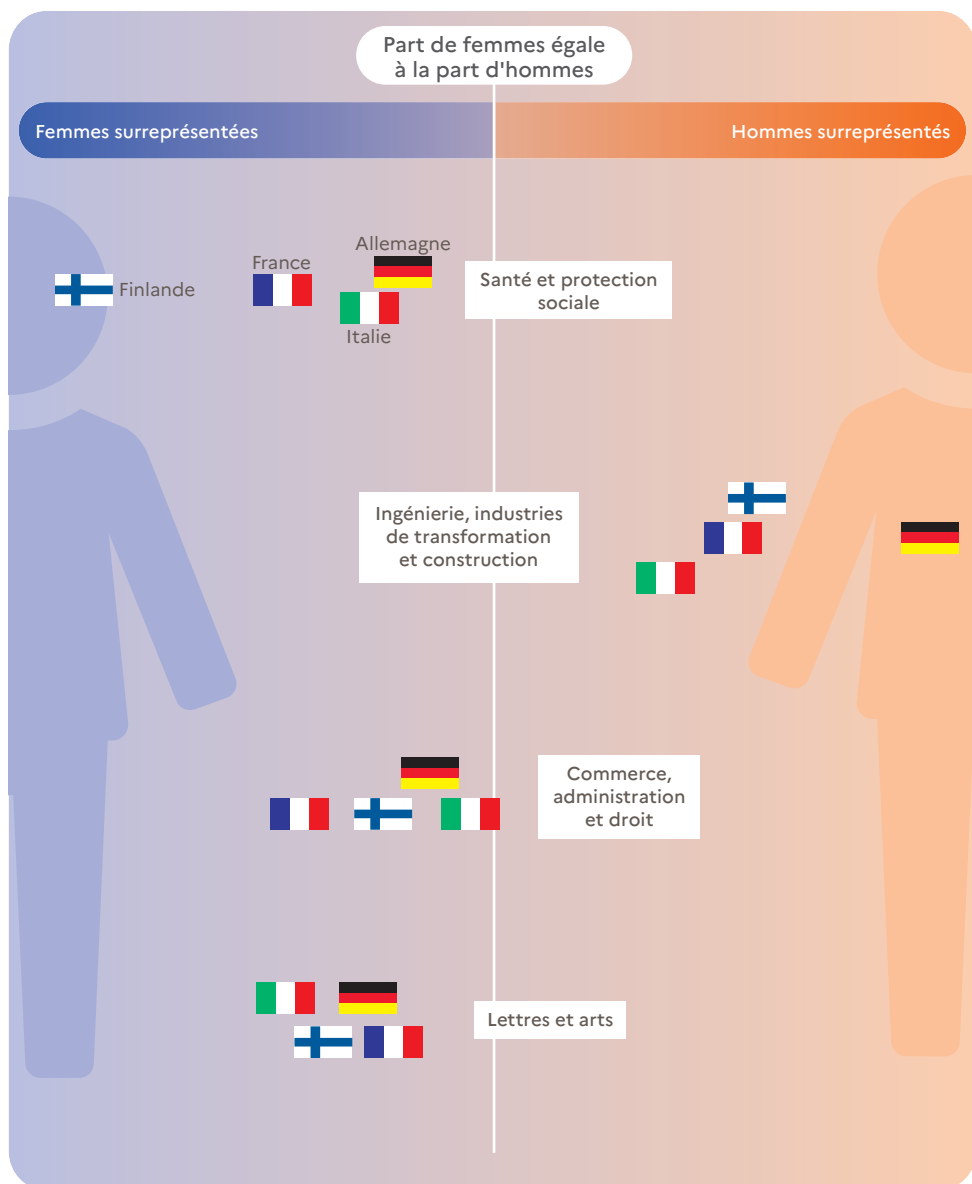 Part de femmes égale
à la part d'hommes
Femmes surreprésentées
Hommes surreprésentés
Allemagne
France
Finlande
Italie
Santé et protection
sociale
Ingénierie, industries
de transformation
et construction
Commerce,
administration
et droit
Lettres et arts